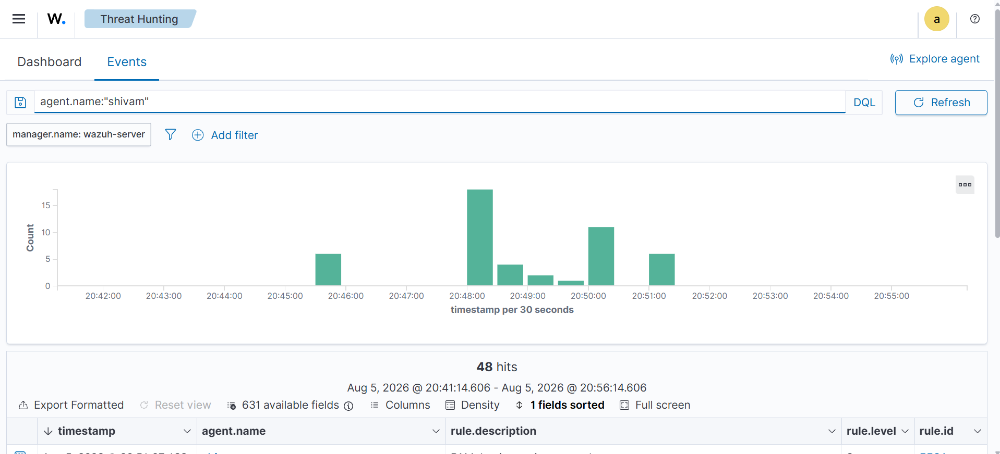 W. Threat Hunting a
Dashboard Events Explore agent
agent.name:"shivam" DQL Refresh
manager.name: wazuh-server Add filter
Count
15
10
5
0
20:42:00 20:43:00 20:44:00 20:45:00 20:46:00 20:47:00 20:48:00 20:49:00 20:50:00 20:51:00 20:52:00 20:53:00 20:54:00 20:55:00
timestamp per 30 seconds
48 hits
Aug 5, 2026 @ 20:41:14.606 - Aug 5, 2026 @ 20:56:14.606
Export Formatted Reset view 631 available fields Columns Density 1 fields sorted Full screen
timestamp agent.name rule.description rule.level rule.id